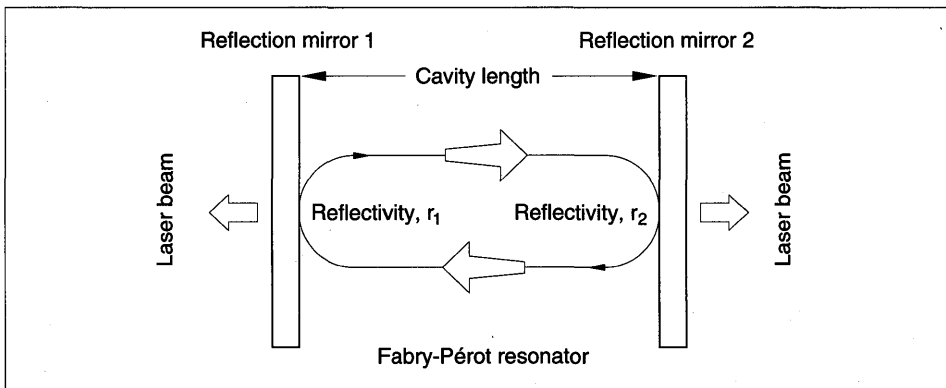 Reflection mirror 1
Reflection mirror 2
Cavity length
Laser beam
Reflectivity, r₁
Reflectivity, r₂
Laser beam
Fabry-Pérot resonator